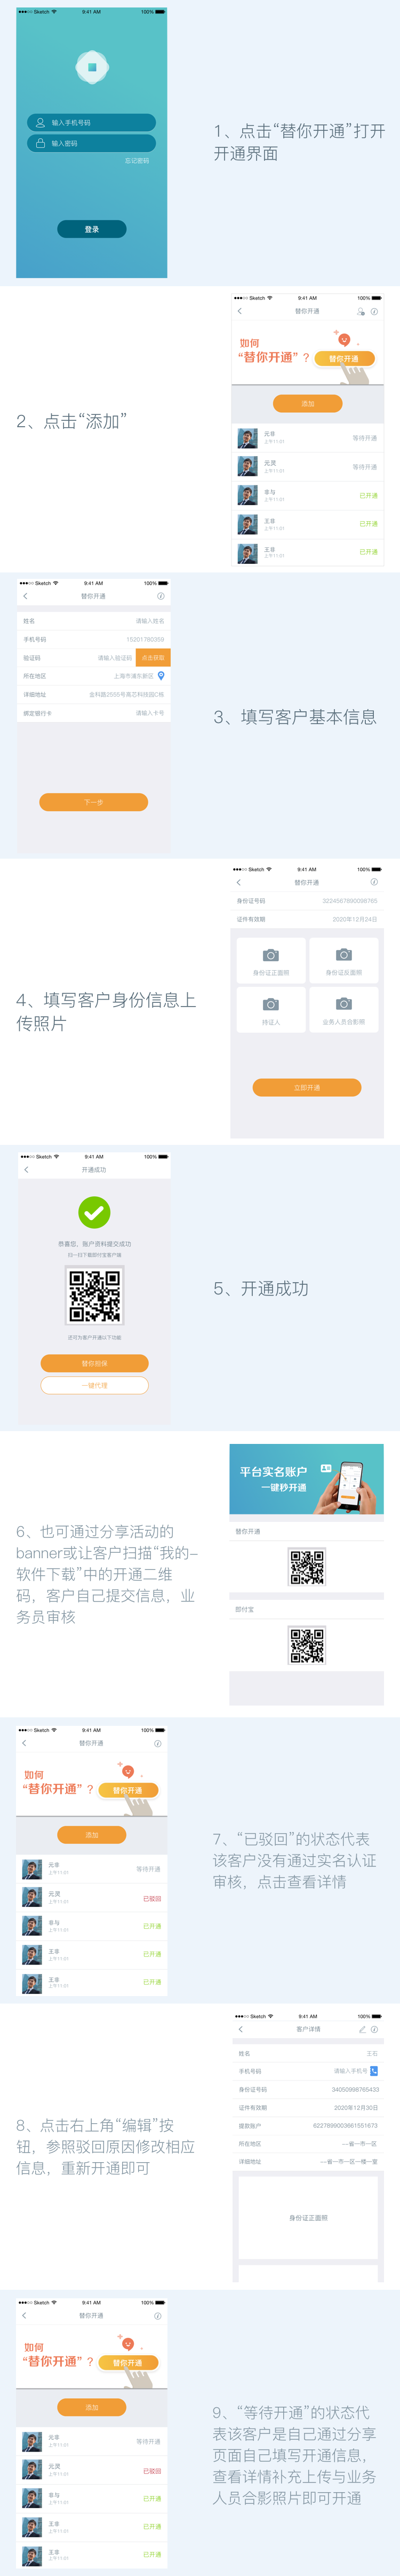 Sketch 9:41 AM 100%
输入手机号码
输入密码
忘记密码
登录
1、点击“替你开通”打开
开通界面
Sketch 9:41 AM 100%
替你开通
如何
“替你开通”？
替你开通
添加
元非
上午11:01
等待开通
元灵
上午11:01
等待开通
非与
上午11:01
已开通
王非
上午11:01
已开通
王非
上午11:01
已开通
2、点击“添加”
Sketch 9:41 AM 100%
替你开通
姓名 请输入姓名
手机号码 15201780359
验证码 请输入验证码 点击获取
所在地区 上海市浦东新区
详细地址 金科路2555号高芯科技园C栋
绑定银行卡 请输入卡号
下一步
3、填写客户基本信息
Sketch 9:41 AM 100%
替你开通
身份证号码 3224567890098765
证件有效期 2020年12月24日
身份证正面照
身份证反面照
持证人
业务人员合影照
立即开通
4、填写客户身份信息上
传照片
Sketch 9:41 AM 100%
开通成功
恭喜您，账户资料提交成功
扫一扫下载即付宝客户端
还可为客户开通以下功能
替你担保
一键代理
5、开通成功
平台实名账户
一键秒开通
替你开通
即付宝
6、也可通过分享活动的
banner或让客户扫描“我的-
软件下载”中的开通二维
码，客户自己提交信息，业
务员审核
Sketch 9:41 AM 100%
替你开通
如何
“替你开通”？
替你开通
添加
元非
上午11:01
等待开通
元灵
上午11:01
已驳回
非与
上午11:01
已开通
王非
上午11:01
已开通
王非
上午11:01
已开通
7、“已驳回”的状态代表
该客户没有通过实名认证
审核，点击查看详情
Sketch 9:41 AM 100%
客户详情
姓名 王石
手机号码 请输入手机号
身份证号码 34050998765433
证件有效期 2020年12月30日
提款账户 6227899003661551673
所在地区 一省一市一区
详细地址 一省一市一区一楼一室
身份证正面照
8、点击右上角“编辑”按
钮，参照驳回原因修改相应
信息，重新开通即可
Sketch 9:41 AM 100%
替你开通
如何
“替你开通”？
替你开通
添加
元非
上午11:01
等待开通
元灵
上午11:01
已驳回
非与
上午11:01
已开通
王非
上午11:01
已开通
王非
上午11:01
已开通
9、“等待开通”的状态代
表该客户是自己通过分享
页面自己填写开通信息，
查看详情补充上传与业务
人员合影照片即可开通